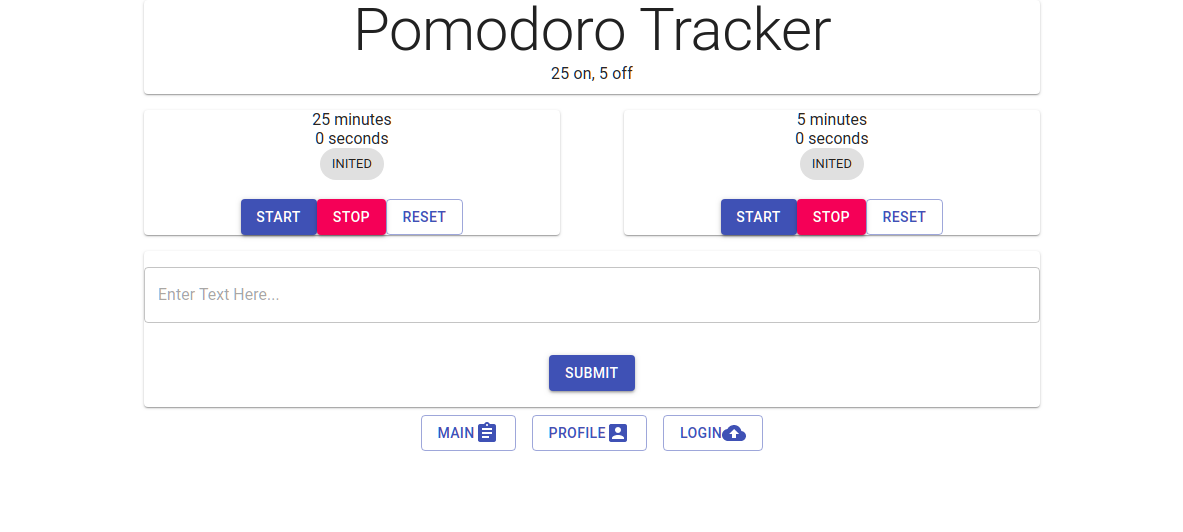 Pomodoro Tracker
25 on, 5 off
25 minutes
0 seconds
INITED
START STOP RESET
5 minutes
0 seconds
INITED
START STOP RESET
Enter Text Here...
SUBMIT
MAIN PROFILE LOGIN